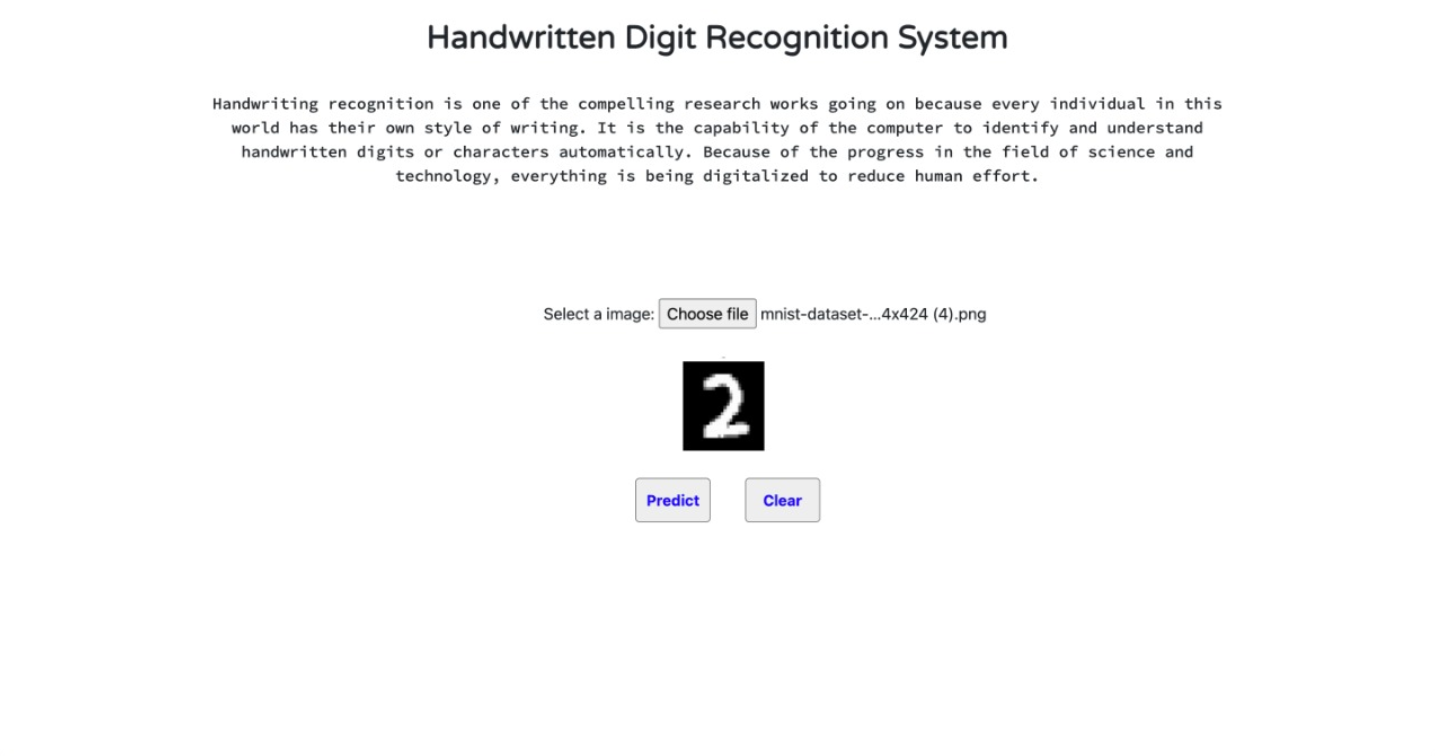 Handwritten Digit Recognition System
Handwriting recognition is one of the compelling research works going on because every individual in this
world has their own style of writing. It is the capability of the computer to identify and understand
handwritten digits or characters automatically. Because of the progress in the field of science and
technology, everything is being digitalized to reduce human effort.
Select a image: Choose file mnist-dataset-...4x424 (4).png
2
Predict Clear